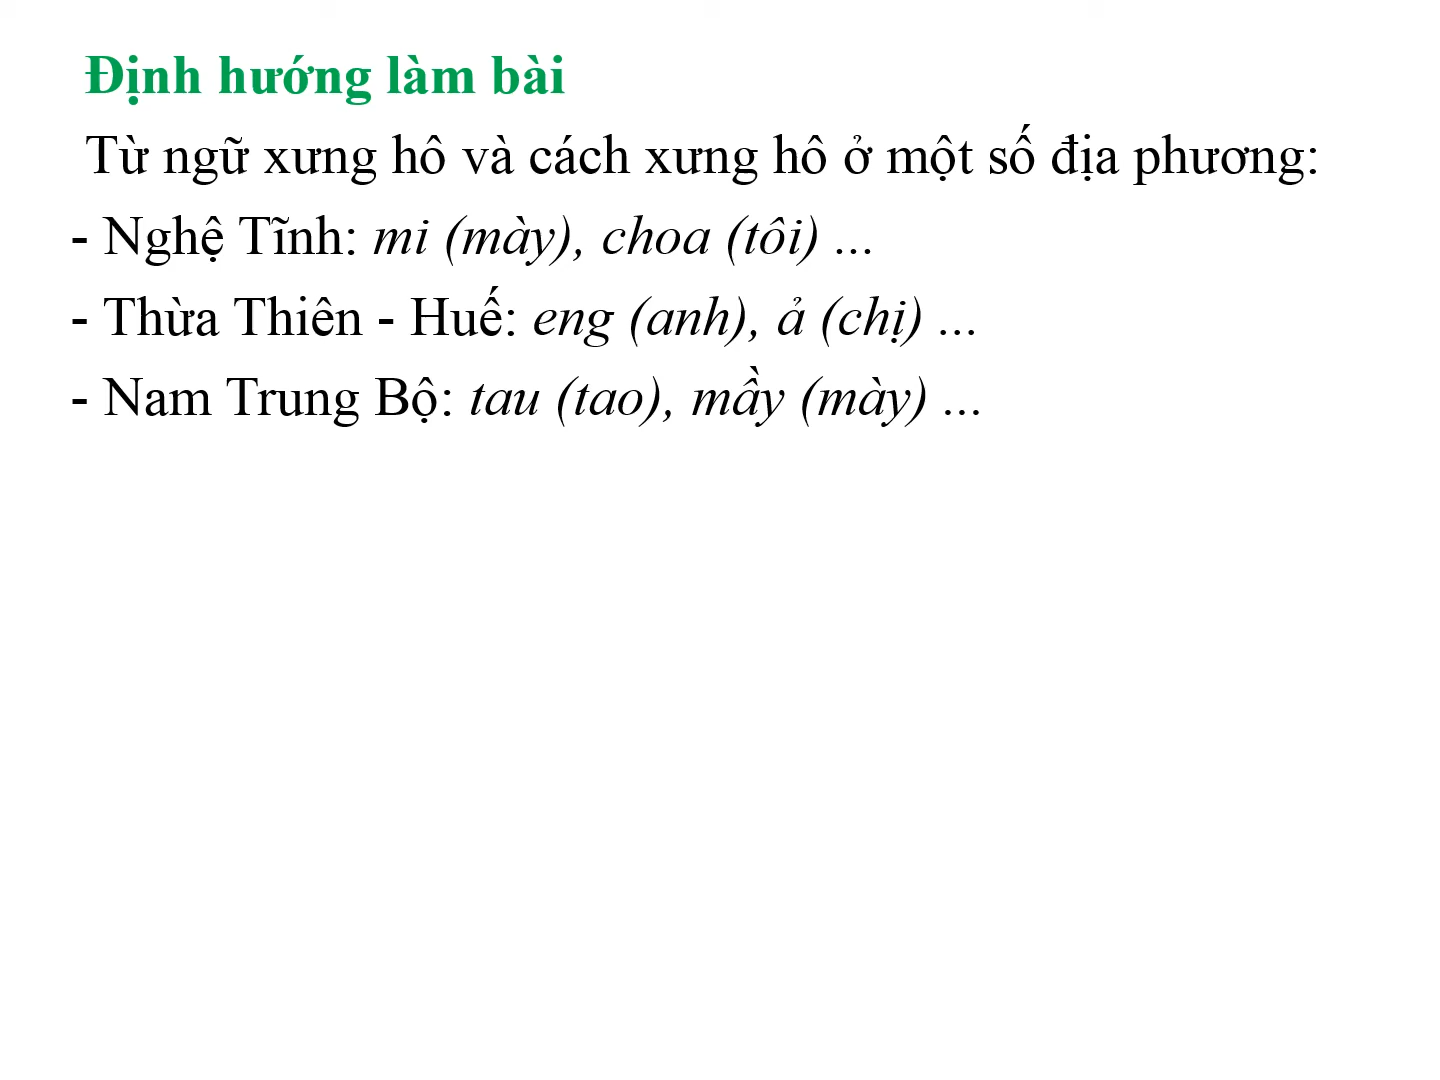 Định hướng làm bài
Từ ngữ xưng hô và cách xưng hô ở một số địa phương:
- Nghệ Tĩnh: mi (mày), choa (tôi) ...
- Thừa Thiên - Huế: eng (anh), ả (chị) ...
- Nam Trung Bộ: tau (tao), mầy (mày) ...